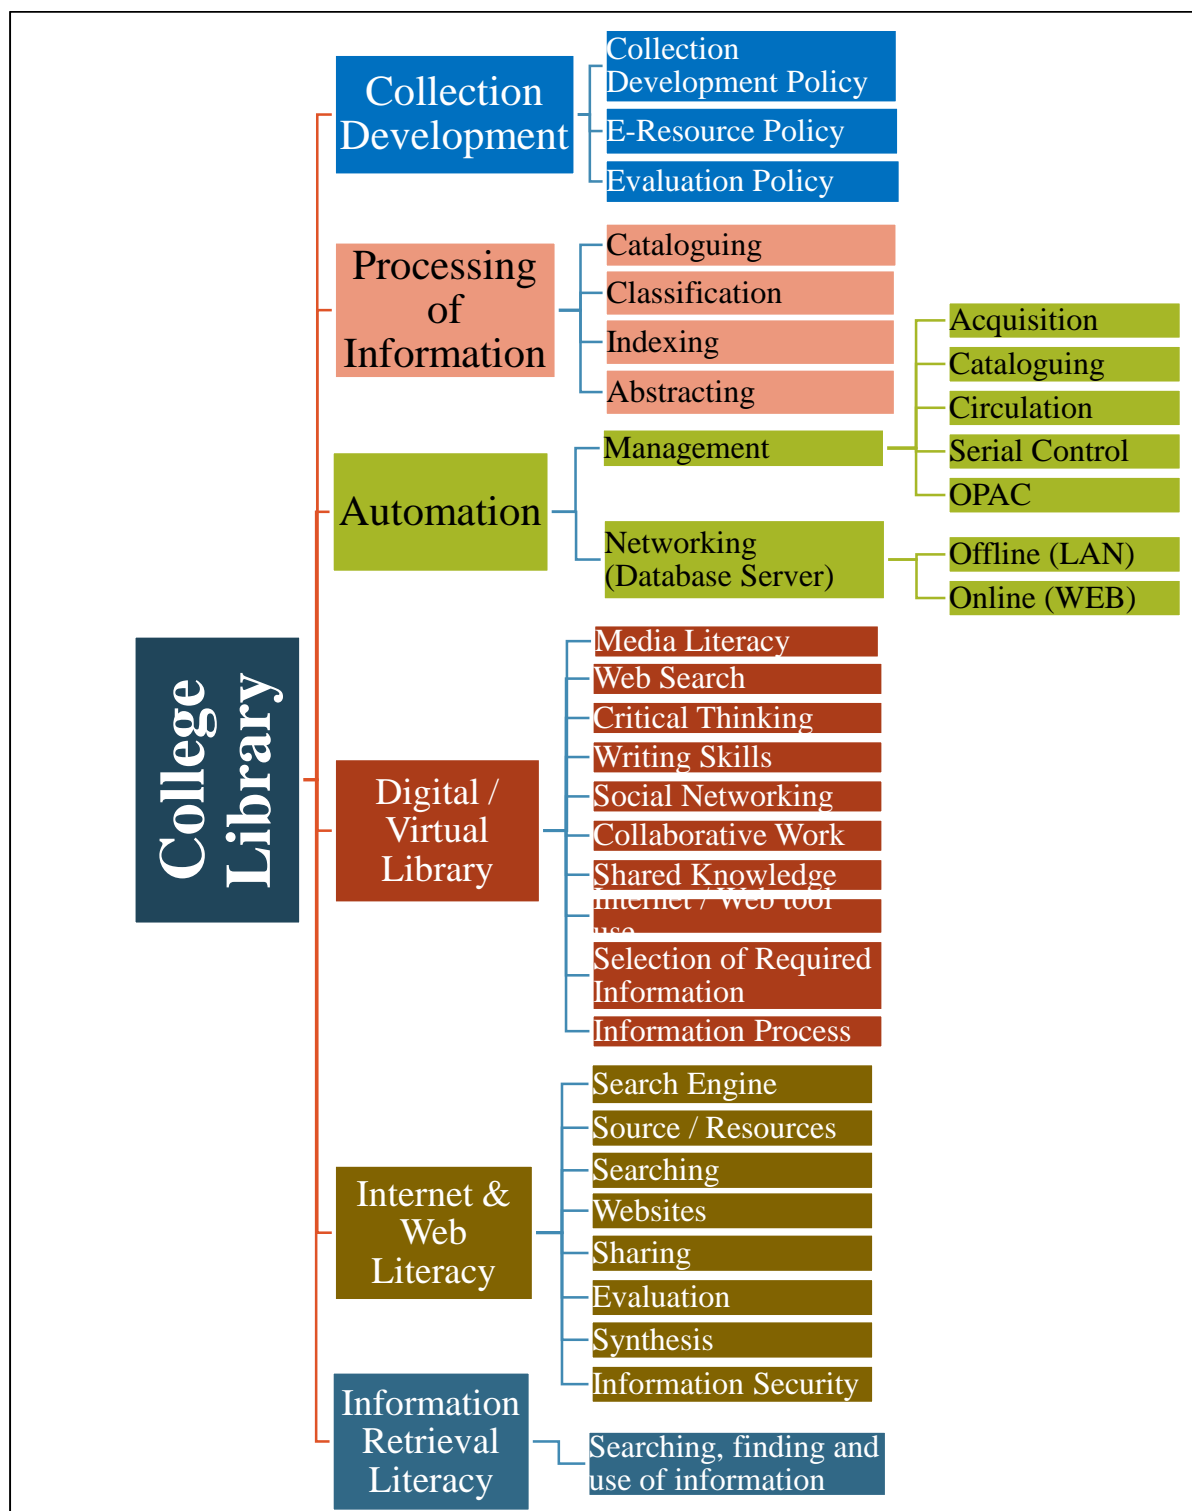 College
Library
Collection
Development
Collection
Development Policy
E-Resource Policy
Evaluation Policy
Processing
of
Information
Cataloguing
Classification
Indexing
Abstracting
Automation
Management
Acquisition
Cataloguing
Circulation
Serial Control
OPAC
Networking
(Database Server)
Offline (LAN)
Online (WEB)
Digital /
Virtual
Library
Media Literacy
Web Search
Critical Thinking
Writing Skills
Social Networking
Collaborative Work
Shared Knowledge
Internet / Web tool
use
Selection of Required
Information
Information Process
Internet &
Web
Literacy
Search Engine
Source / Resources
Searching
Websites
Sharing
Evaluation
Synthesis
Information Security
Information
Retrieval
Literacy
Searching, finding and
use of information